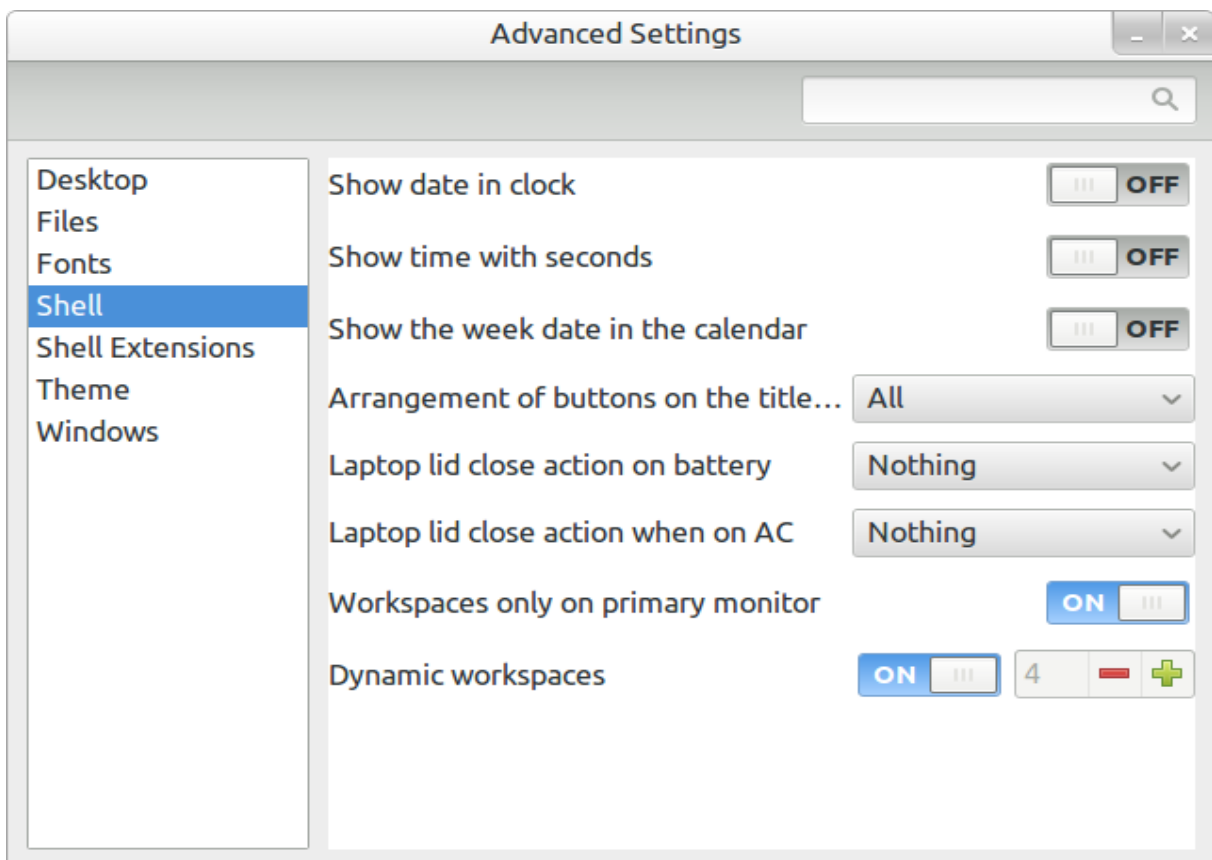 Advanced Settings
Desktop
Files
Fonts
Shell
Shell Extensions
Theme
Windows
Show date in clock OFF
Show time with seconds OFF
Show the week date in the calendar OFF
Arrangement of buttons on the title... All
Laptop lid close action on battery Nothing
Laptop lid close action when on AC Nothing
Workspaces only on primary monitor ON
Dynamic workspaces ON 4